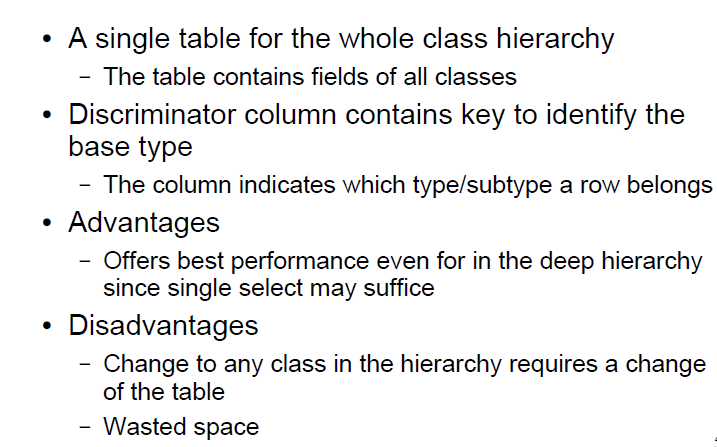 • A single table for the whole class hierarchy
– The table contains fields of all classes
• Discriminator column contains key to identify the
base type
– The column indicates which type/subtype a row belongs
• Advantages
– Offers best performance even for in the deep hierarchy
since single select may suffice
• Disadvantages
– Change to any class in the hierarchy requires a change
of the table
– Wasted space